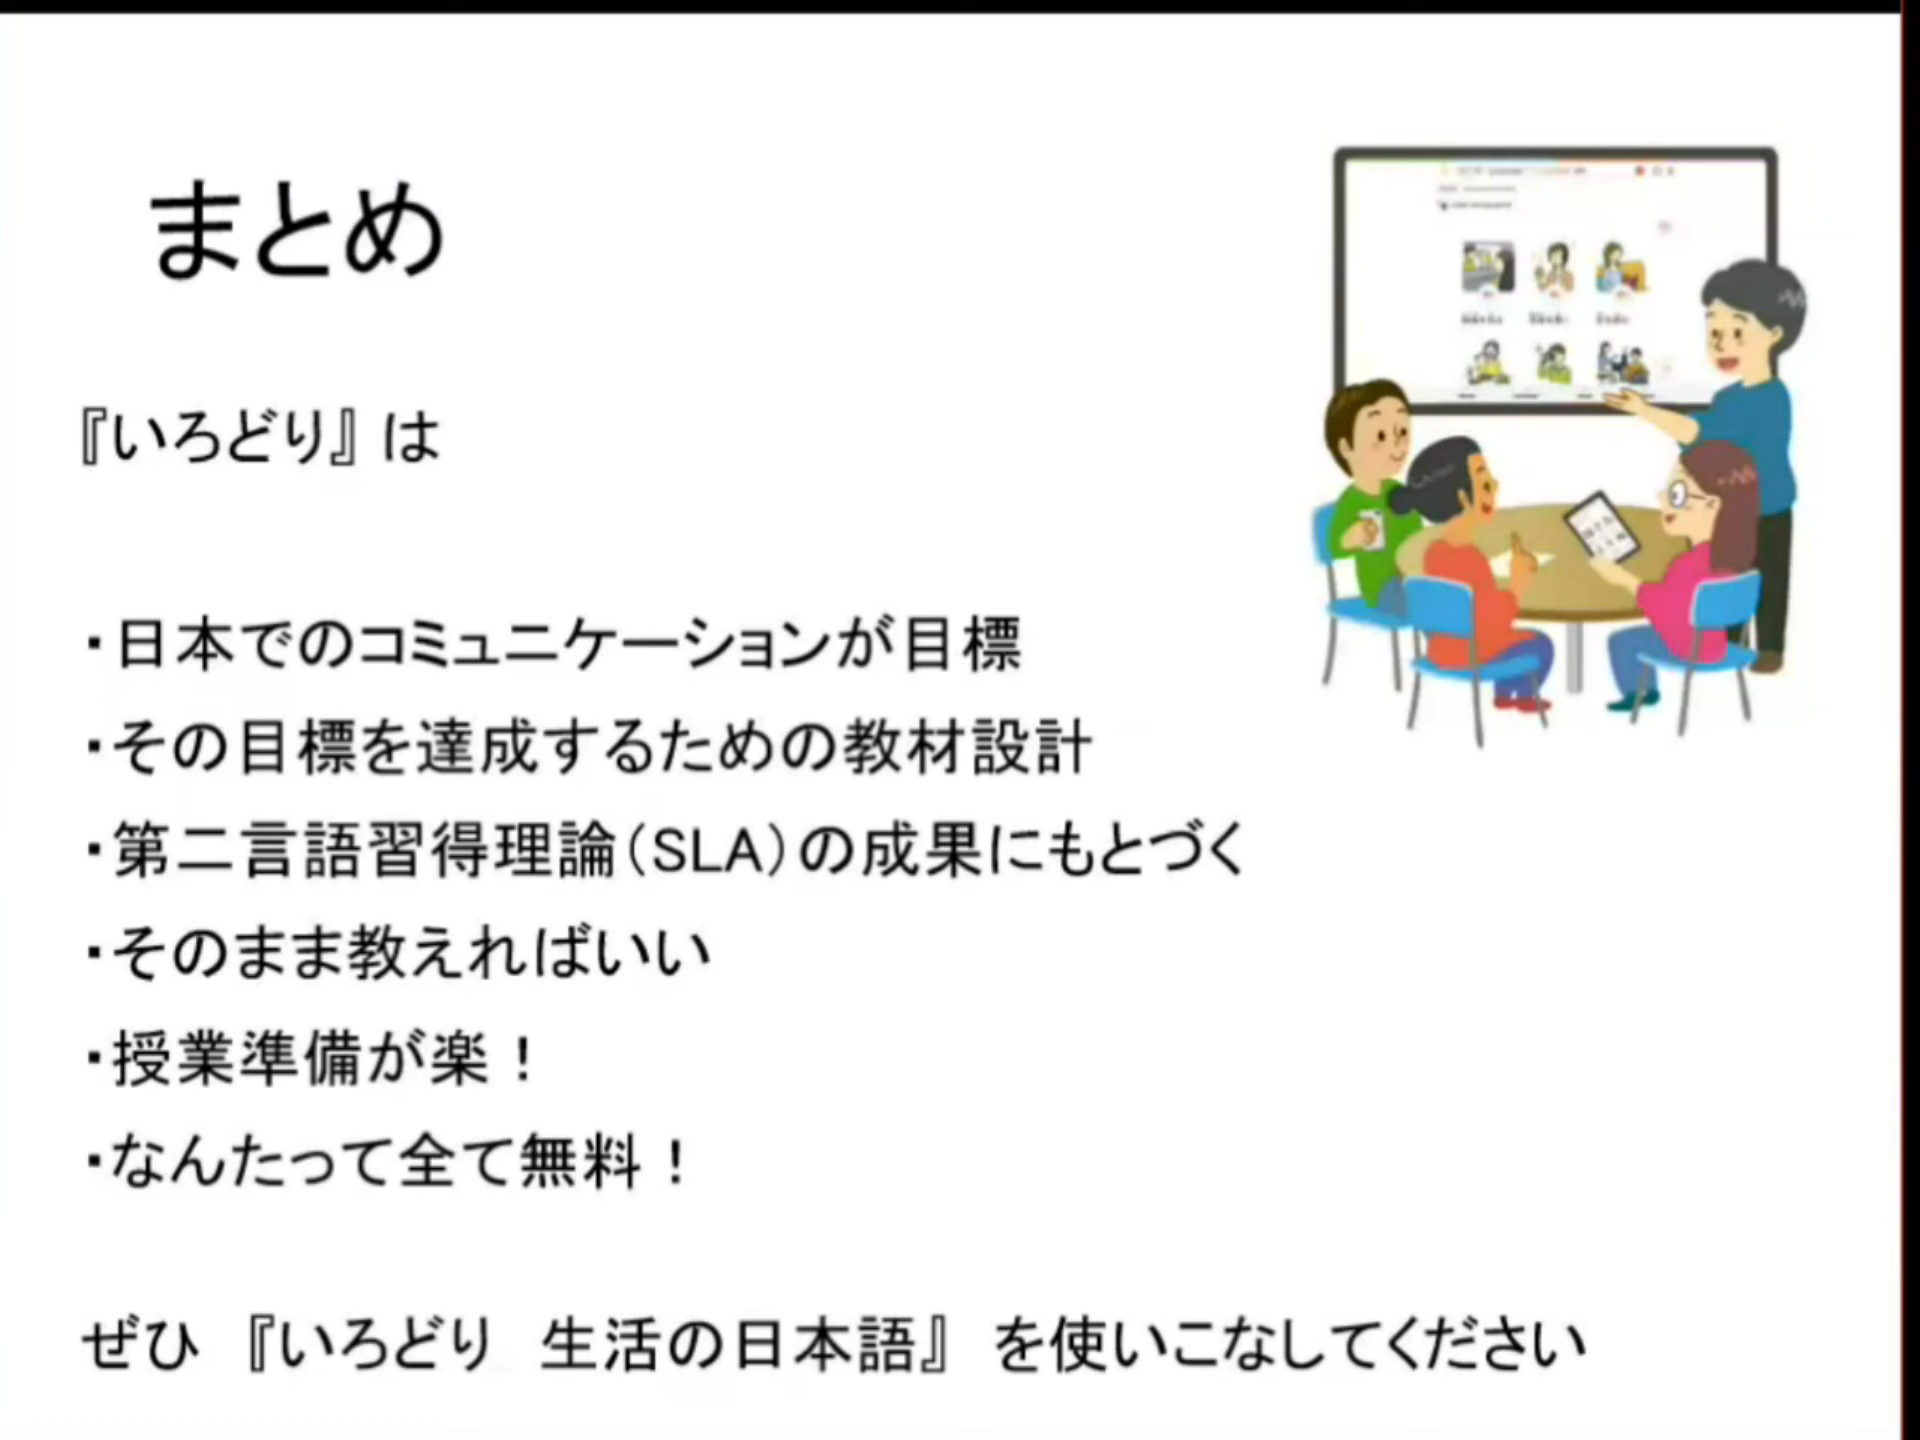 まとめ
『いろどり』は
・日本でのコミュニケーションが目標
・その目標を達成するための教材設計
・第二言語習得理論（SLA）の成果にもとづく
・そのまま教えればいい
・授業準備が楽！
・なんたって全て無料！
ぜひ　『いろどり　生活の日本語』　を使いこなしてください